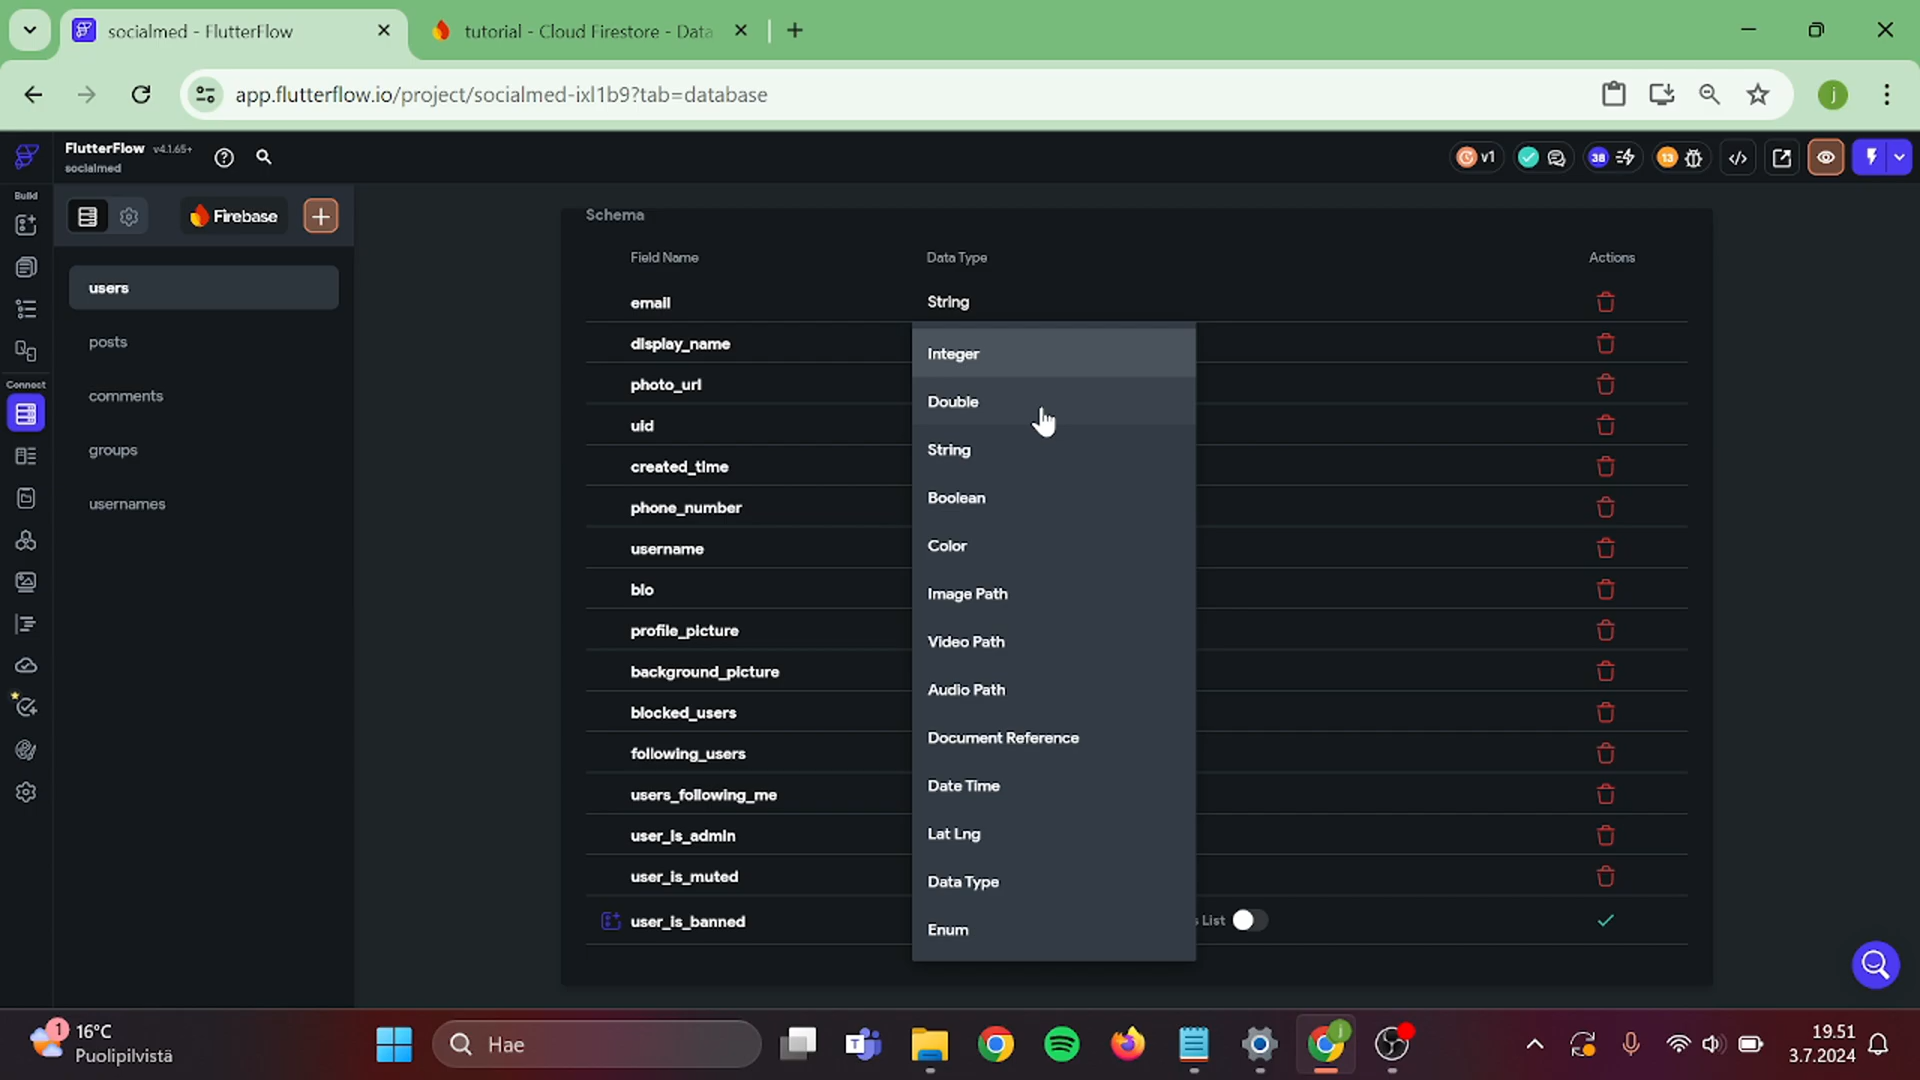 socialmed - FlutterFlow
tutorial - Cloud Firestore - Data
app.flutterflow.io/project/socialmed-ixl1b9?tab=database
j
FlutterFlow v4.1.65+
socialmed
v1
38
13
Build
Firebase
Connect
users
posts
comments
groups
usernames
Schema
Field Name Data Type Actions
email String
display_name
photo_url
uid
created_time
phone_number
username
bio
profile_picture
background_picture
blocked_users
following_users
users_following_me
user_is_admin
user_is_muted
user_is_banned
s List
Integer
Double
String
Boolean
Color
Image Path
Video Path
Audio Path
Document Reference
Date Time
Lat Lng
Data Type
Enum
1
16°C
Puolipilvistä
Hae
j
19.51
3.7.2024